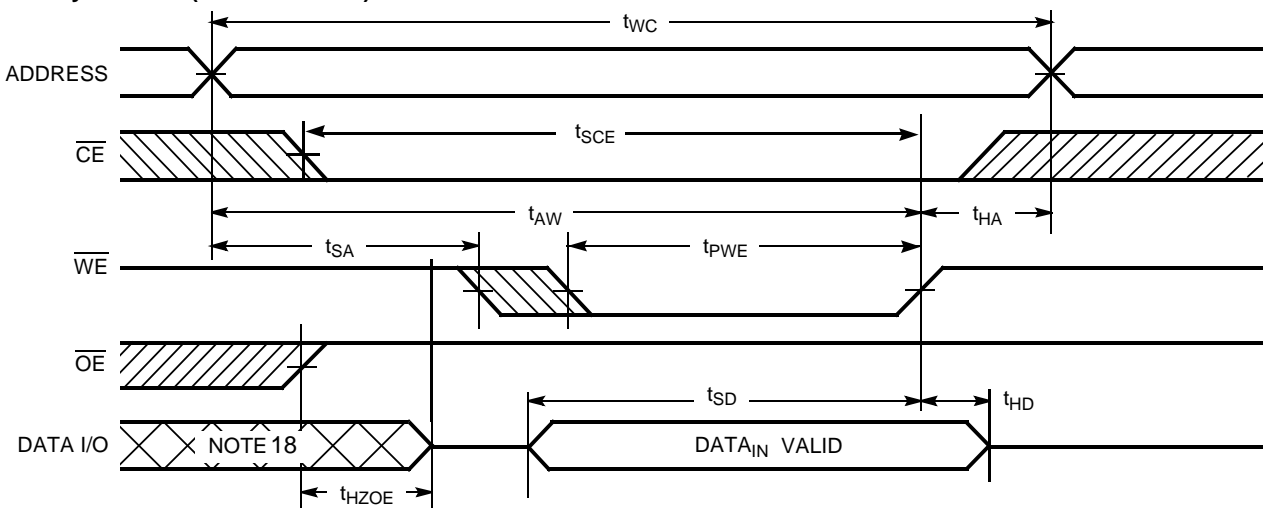 tWC
ADDRESS
tSCE
CE
tAW
tHA
tSA
tPWE
WE
OE
tSD
tHD
DATA I/O
NOTE 18
DATAIN VALID
tHZOE